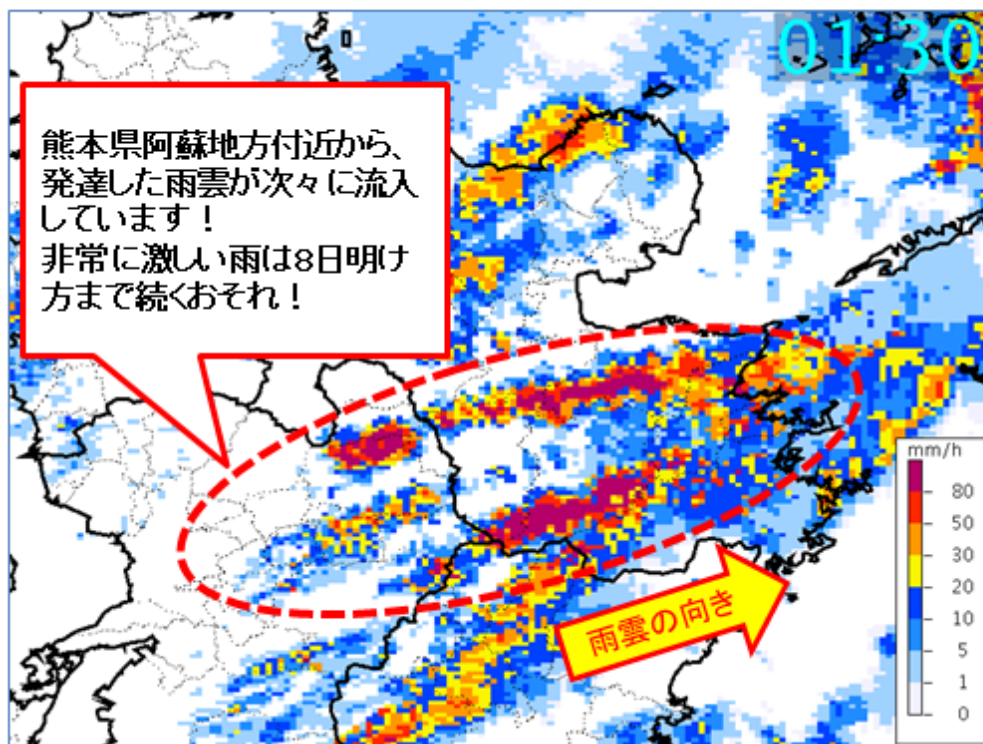 01:30
熊本県阿蘇地方付近から、
発達した雨雲が次々に流入
しています！
非常に激しい雨は8日明け
方まで続くおそれ！
雨雲の向き
mm/h
80
50
30
20
10
5
1
0